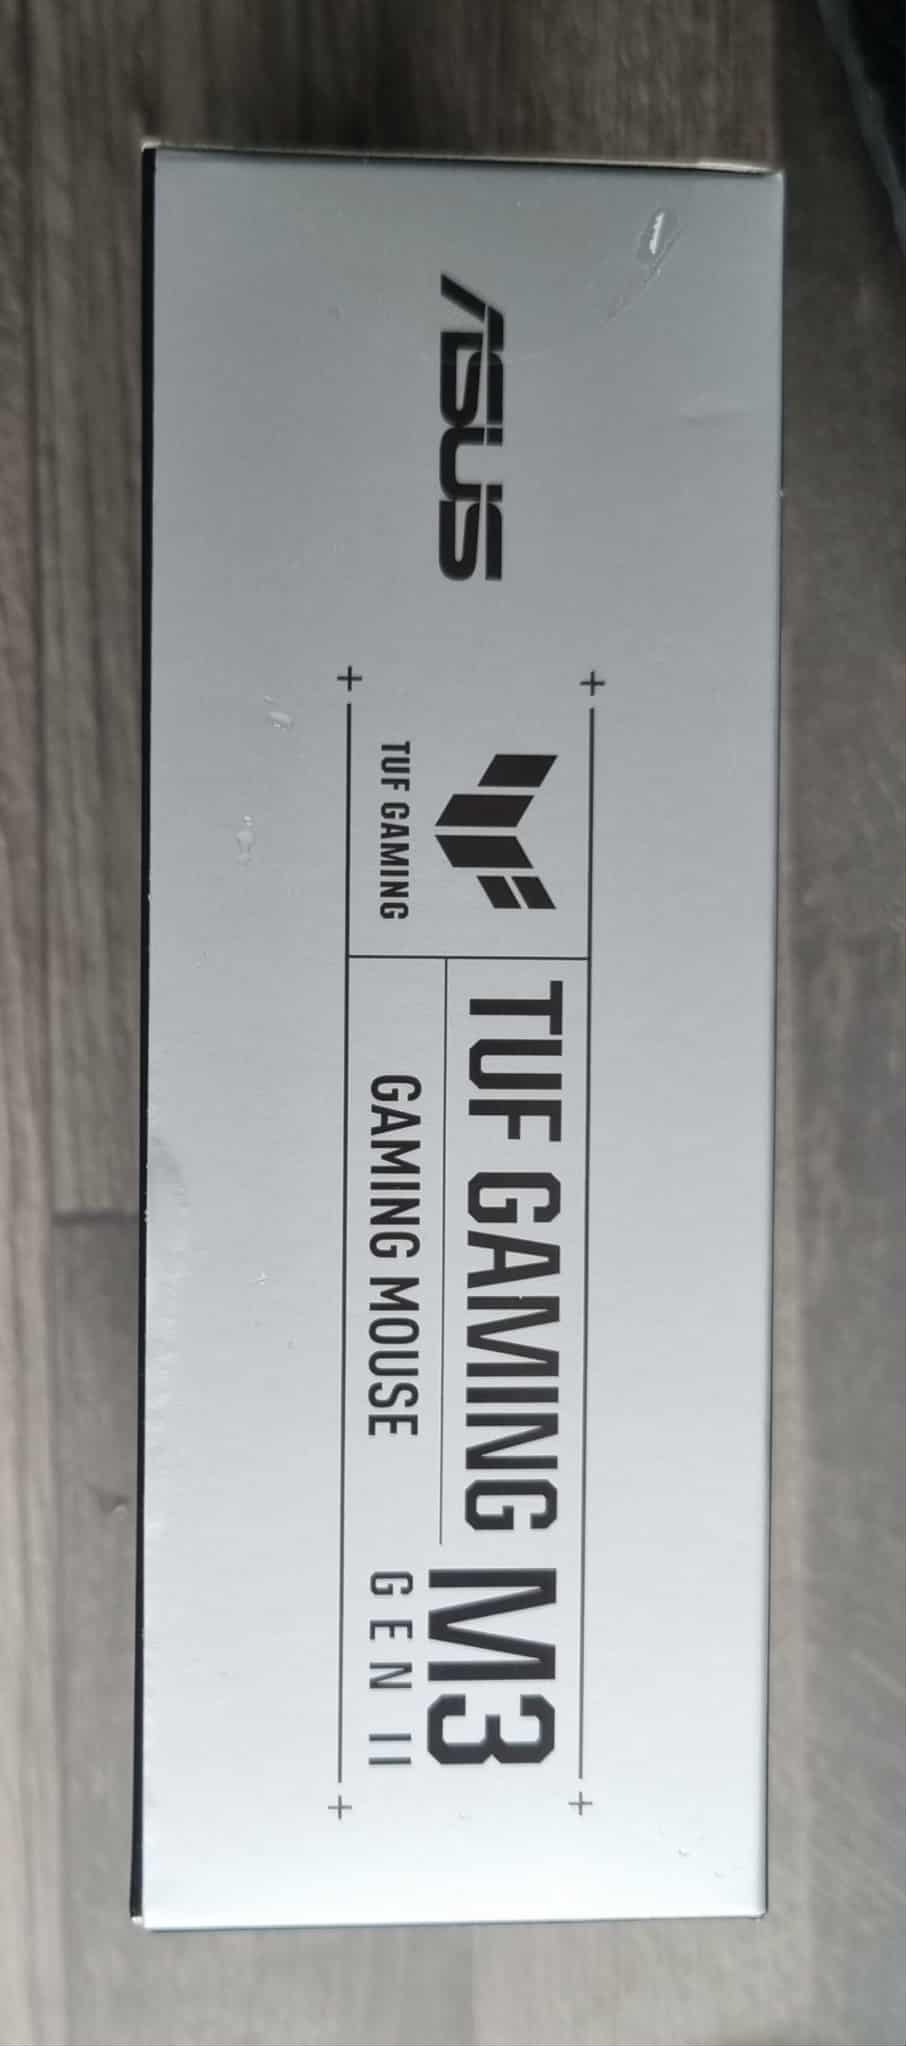 ASUS
TUF GAMING
TUF GAMING M3
GAMING MOUSE GEN II